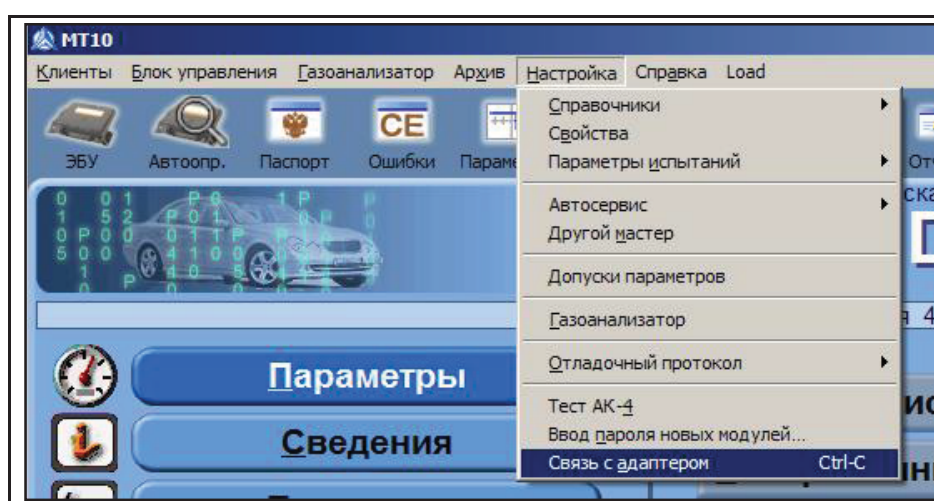 МТ10
Клиенты Блок управления Газоанализатор Архив Настройка Справка Load
ЭБУ Автоопр. Паспорт Ошибки
CE
Справочники
Свойства
Параметры испытаний
Автосервис
Другой мастер
Допуски параметров
Газоанализатор
Отладочный протокол
Тест АК-4
Ввод пароля новых модулей...
Связь с адаптером Ctrl-C
Параметры
Сведения